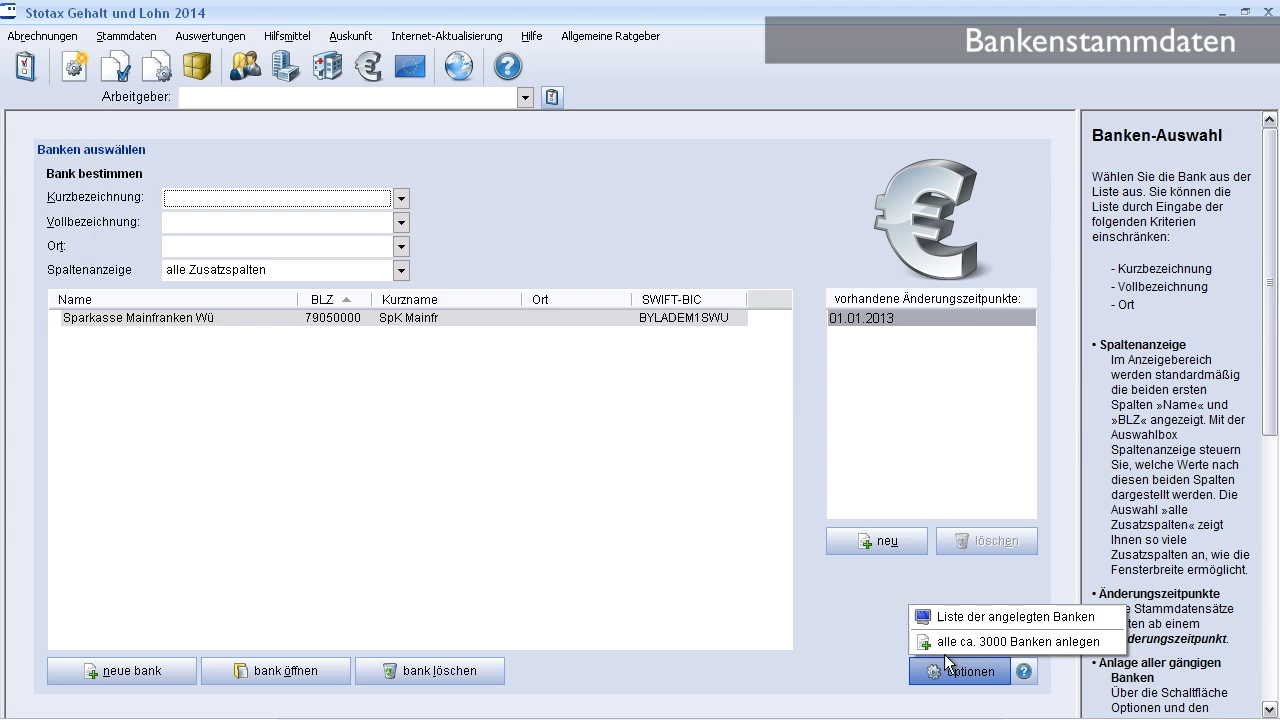 Stotax Gehalt und Lohn 2014
Abrechnungen Stammdaten Auswertungen Hilfsmittel Auskunft Internet-Aktualisierung Hilfe Allgemeine Ratgeber
Bankenstammdaten
Arbeitgeber:
Banken auswählen
Bank bestimmen
Kurzbezeichnung:
Vollbezeichnung:
Ort:
Spaltenanzeige alle Zusatzspalten
Name BLZ Kurzname Ort SWIFT-BIC
Sparkasse Mainfranken Wü 79050000 SpK Mainfr BYLADEM1SWU
vorhandene Änderungszeitpunkte:
01.01.2013
neu löschen
Liste der angelegten Banken
alle ca. 3000 Banken anlegen
neue bank bank öffnen bank löschen Optionen
Banken-Auswahl
Wählen Sie die Bank aus der
Liste aus. Sie können die
Liste durch Eingabe der
folgenden Kriterien
einschränken:
- Kurzbezeichnung
- Vollbezeichnung
- Ort
• Spaltenanzeige
Im Anzeigebereich
werden standardmäßig
die beiden ersten
Spalten »Name« und
»BLZ« angezeigt. Mit der
Auswahlbox
Spaltenanzeige steuern
Sie, welche Werte nach
diesen beiden Spalten
dargestellt werden. Die
Auswahl »alle
Zusatzspalten« zeigt
Ihnen so viele
Zusatzspalten an, wie die
Fensterbreite ermöglicht.
• Änderungszeitpunkte
Stammdatensätze
ab einem
• Anlage aller gängigen
Banken
Über die Schaltfläche
Optionen und den